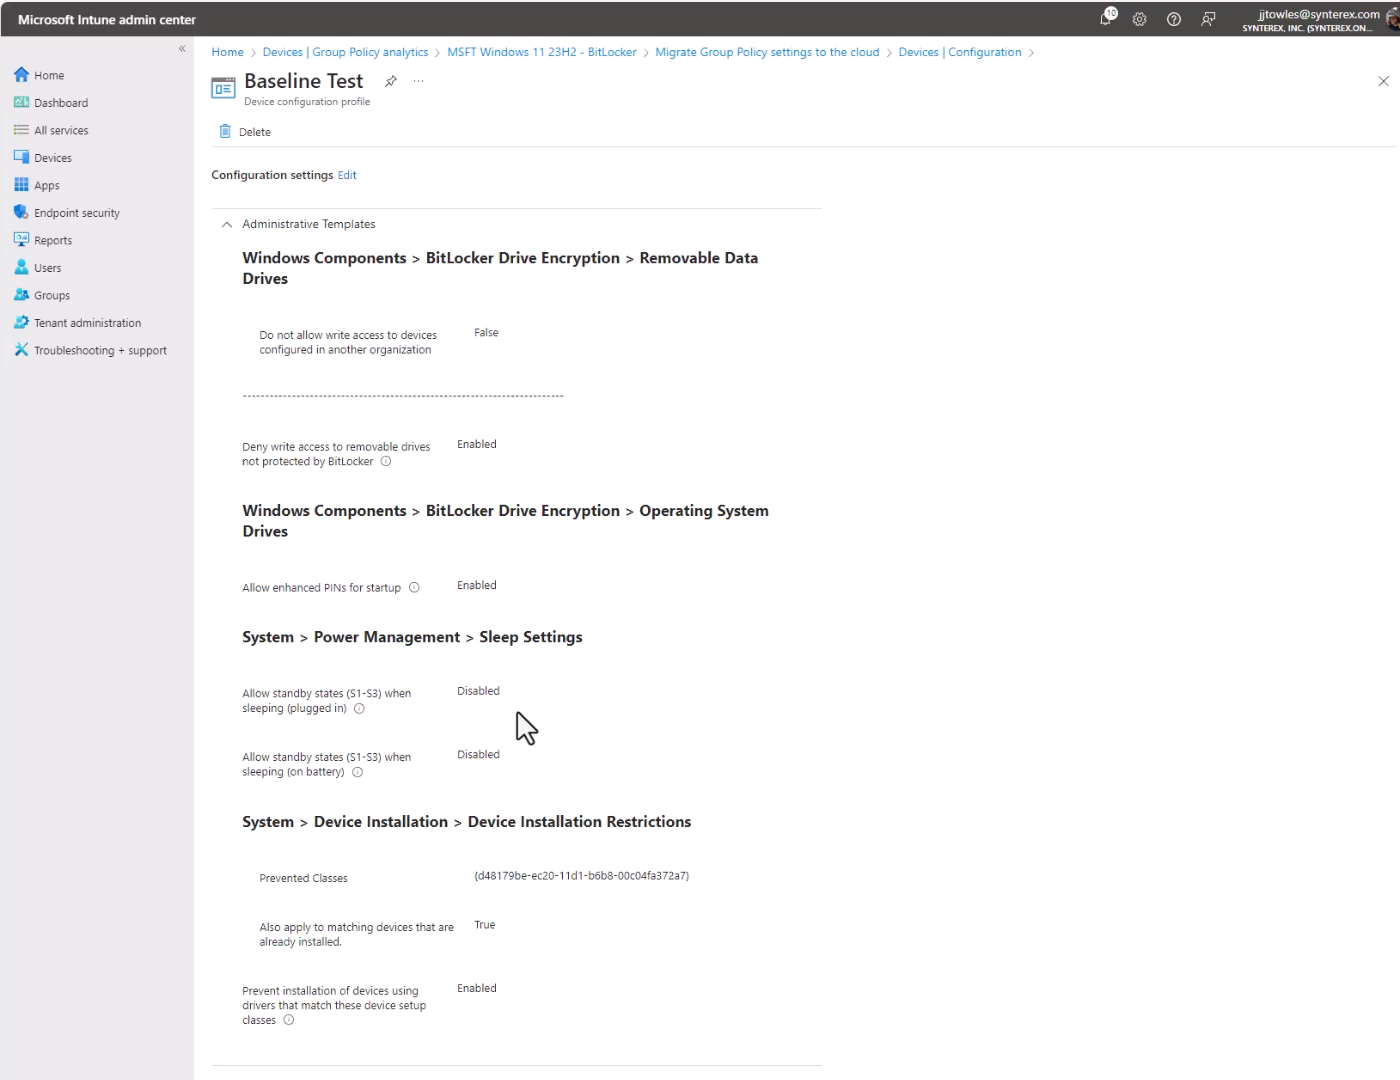 Microsoft Intune admin center
10
jjtowles@synterex.com
SYNTEREX, INC. (SYNTEREX.ON...
«
Home
Dashboard
All services
Devices
Apps
Endpoint security
Reports
Users
Groups
Tenant administration
Troubleshooting + support
Home > Devices | Group Policy analytics > MSFT Windows 11 23H2 - BitLocker > Migrate Group Policy settings to the cloud > Devices | Configuration >
Baseline Test ...
Device configuration profile
Delete
Configuration settings Edit
Administrative Templates
Windows Components > BitLocker Drive Encryption > Removable Data
Drives
Do not allow write access to devices False
configured in another organization
------------------------------------------------------------------------
Deny write access to removable drives Enabled
not protected by BitLocker
Windows Components > BitLocker Drive Encryption > Operating System
Drives
Allow enhanced PINs for startup Enabled
System > Power Management > Sleep Settings
Allow standby states (S1-S3) when Disabled
sleeping (plugged in)
Allow standby states (S1-S3) when Disabled
sleeping (on battery)
System > Device Installation > Device Installation Restrictions
Prevented Classes {d48179be-ec20-11d1-b6b8-00c04fa372a7}
Also apply to matching devices that are True
already installed.
Prevent installation of devices using Enabled
drivers that match these device setup
classes